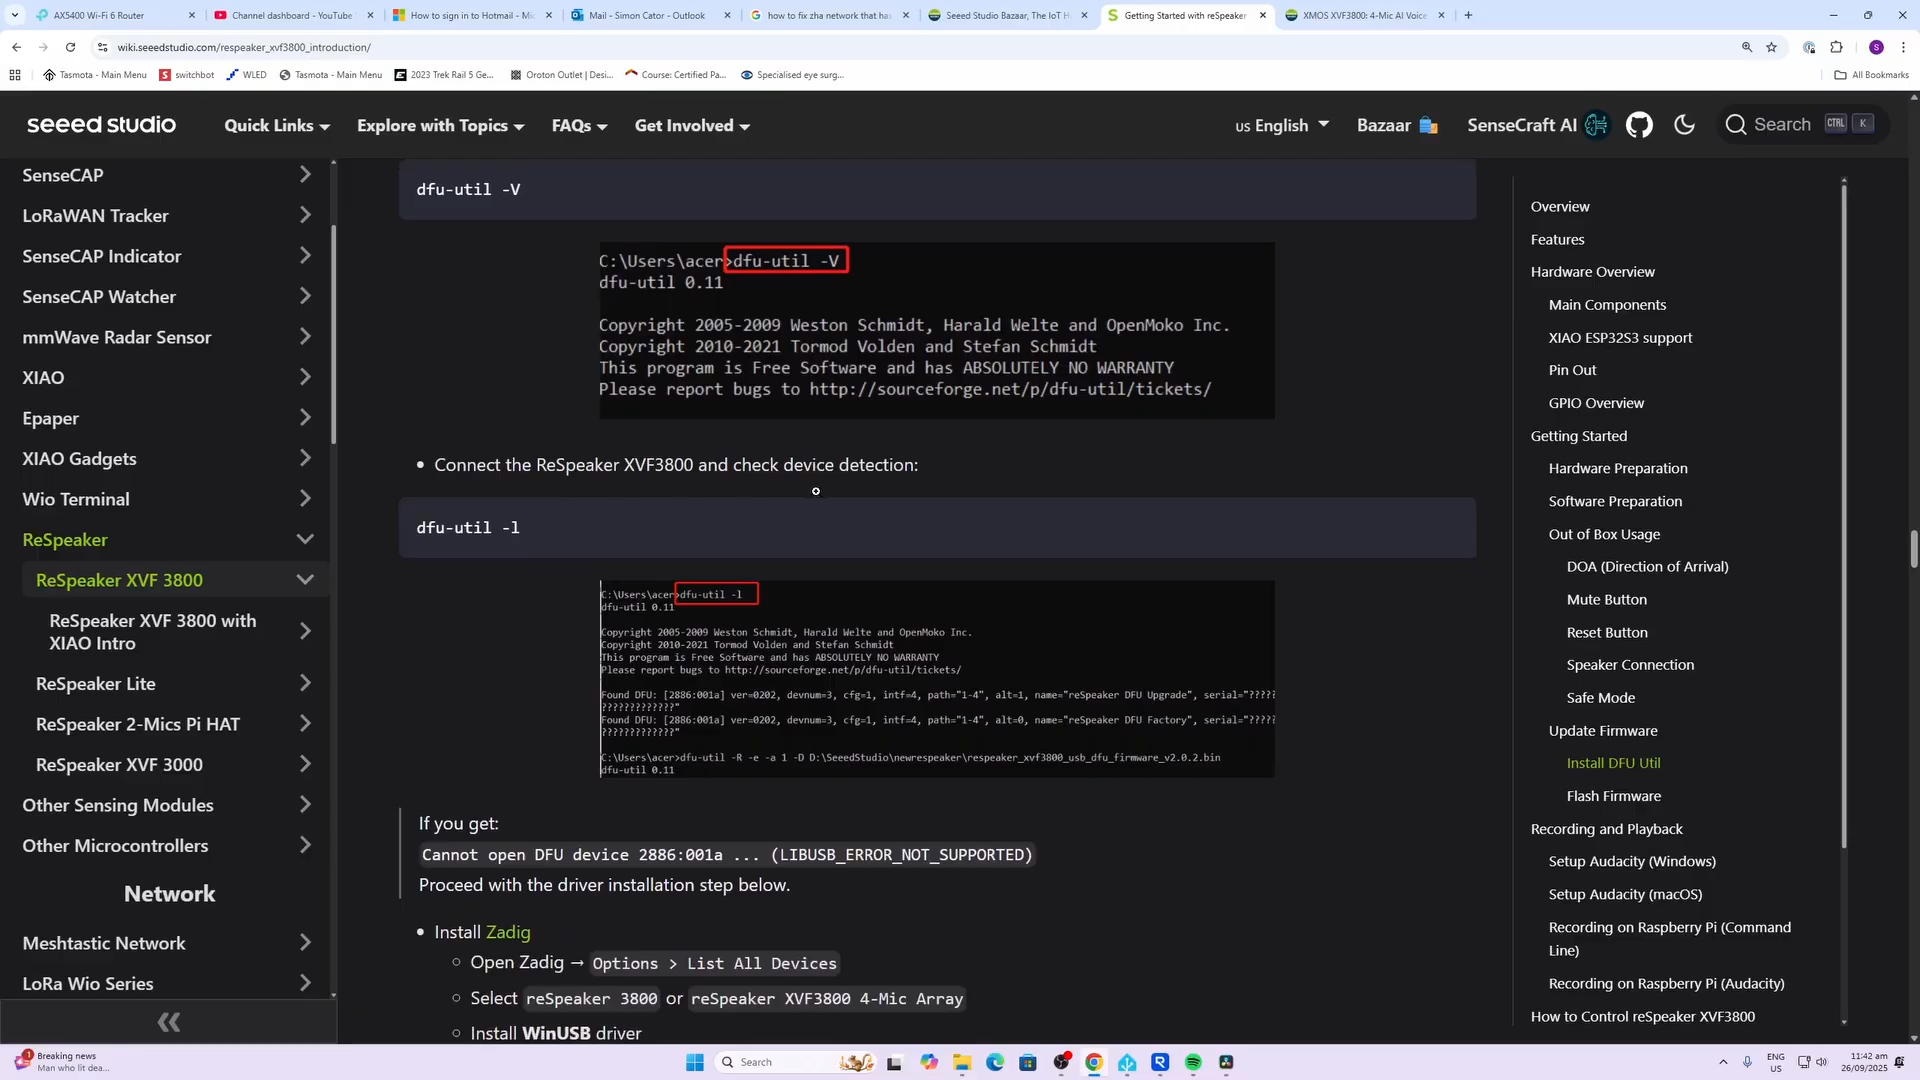 AX5400 Wi-Fi 6 Router
Channel dashboard - YouTube
How to sign in to Hotmail - Mic
Mail - Simon Cator - Outlook
how to fix zha network that has
Seeed Studio Bazaar, The IoT H
Getting Started with reSpeaker
XMOS XVF3800: 4-Mic AI Voice
wiki.seeedstudio.com/respeaker_xvf3800_introduction/
S
Tasmota - Main Menu
switchbot
WLED
Tasmota - Main Menu
2023 Trek Rail 5 Ge...
Oroton Outlet | Desi...
Course: Certified Pa...
Specialised eye surg...
All Bookmarks
seeed studio
Quick Links
Explore with Topics
FAQs
Get Involved
us English
Bazaar
SenseCraft AI
Search
CTRL
K
SenseCAP
LoRaWAN Tracker
SenseCAP Indicator
SenseCAP Watcher
mmWave Radar Sensor
XIAO
Epaper
XIAO Gadgets
Wio Terminal
ReSpeaker
ReSpeaker XVF 3800
ReSpeaker XVF 3800 with
XIAO Intro
ReSpeaker Lite
ReSpeaker 2-Mics Pi HAT
ReSpeaker XVF 3000
Other Sensing Modules
Other Microcontrollers
Network
Meshtastic Network
LoRa Wio Series
dfu-util -V
C:\Users\acer>dfu-util -V
dfu-util 0.11
Copyright 2005-2009 Weston Schmidt, Harald Welte and OpenMoko Inc.
Copyright 2010-2021 Tormod Volden and Stefan Schmidt
This program is Free Software and has ABSOLUTELY NO WARRANTY
Please report bugs to http://sourceforge.net/p/dfu-util/tickets/
Connect the ReSpeaker XVF3800 and check device detection:
dfu-util -l
C:\Users\acer>dfu-util -l
dfu-util 0.11
Copyright 2005-2009 Weston Schmidt, Harald Welte and OpenMoko Inc.
Copyright 2010-2021 Tormod Volden and Stefan Schmidt
This program is Free Software and has ABSOLUTELY NO WARRANTY
Please report bugs to http://sourceforge.net/p/dfu-util/tickets/
Found DFU: [2886:001a] ver=0202, devnum=3, cfg=1, intf=4, path="1-4", alt=1, name="reSpeaker DFU Upgrade", serial="?????
?????????????"
Found DFU: [2886:001a] ver=0202, devnum=3, cfg=1, intf=4, path="1-4", alt=0, name="reSpeaker DFU Factory", serial="?????
?????????????"
C:\Users\acer>dfu-util -R -e -a 1 -D D:\SeeedStudio\newrespeaker\respeaker_xvf3800_usb_dfu_firmware_v2.0.2.bin
dfu-util 0.11
If you get:
Cannot open DFU device 2886:001a ... (LIBUSB_ERROR_NOT_SUPPORTED)
Proceed with the driver installation step below.
Install Zadig
Open Zadig → Options > List All Devices
Select reSpeaker 3800 or reSpeaker XVF3800 4-Mic Array
Install WinUSB driver
Overview
Features
Hardware Overview
Main Components
XIAO ESP32S3 support
Pin Out
GPIO Overview
Getting Started
Hardware Preparation
Software Preparation
Out of Box Usage
DOA (Direction of Arrival)
Mute Button
Reset Button
Speaker Connection
Safe Mode
Update Firmware
Install DFU Util
Flash Firmware
Recording and Playback
Setup Audacity (Windows)
Setup Audacity (macOS)
Recording on Raspberry Pi (Command
Line)
Recording on Raspberry Pi (Audacity)
How to Control reSpeaker XVF3800
1
Breaking news
Man who lit dea...
Search
ENG
US
11:42 am
26/09/2025